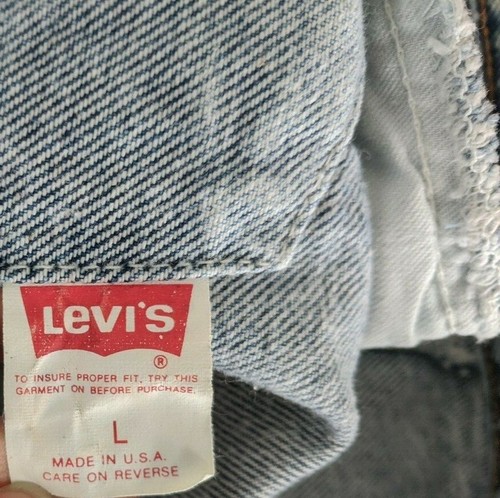 LEVI'S
®
TO INSURE PROPER FIT, TRY THIS
GARMENT ON BEFORE PURCHASE.
L
MADE IN U.S.A.
CARE ON REVERSE